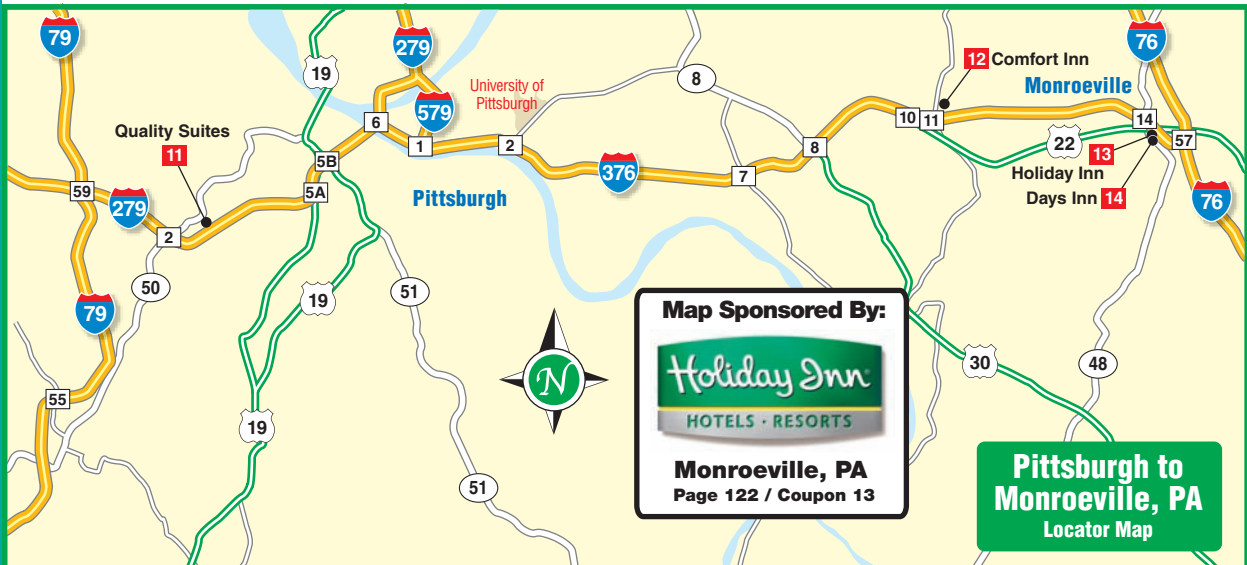 79
19
279
76
12 Comfort Inn
Monroeville
8
University of
Pittsburgh
579
6
10
11
14
Quality Suites
11
1
2
8
22
57
13
5B
376
7
Holiday Inn
59
5A
Pittsburgh
Days Inn 14
279
76
2
50
51
19
79
Map Sponsored By:
Holiday Inn
HOTELS · RESORTS
Monroeville, PA
Page 122 / Coupon 13
N
30
48
55
19
51
Pittsburgh to
Monroeville, PA
Locator Map